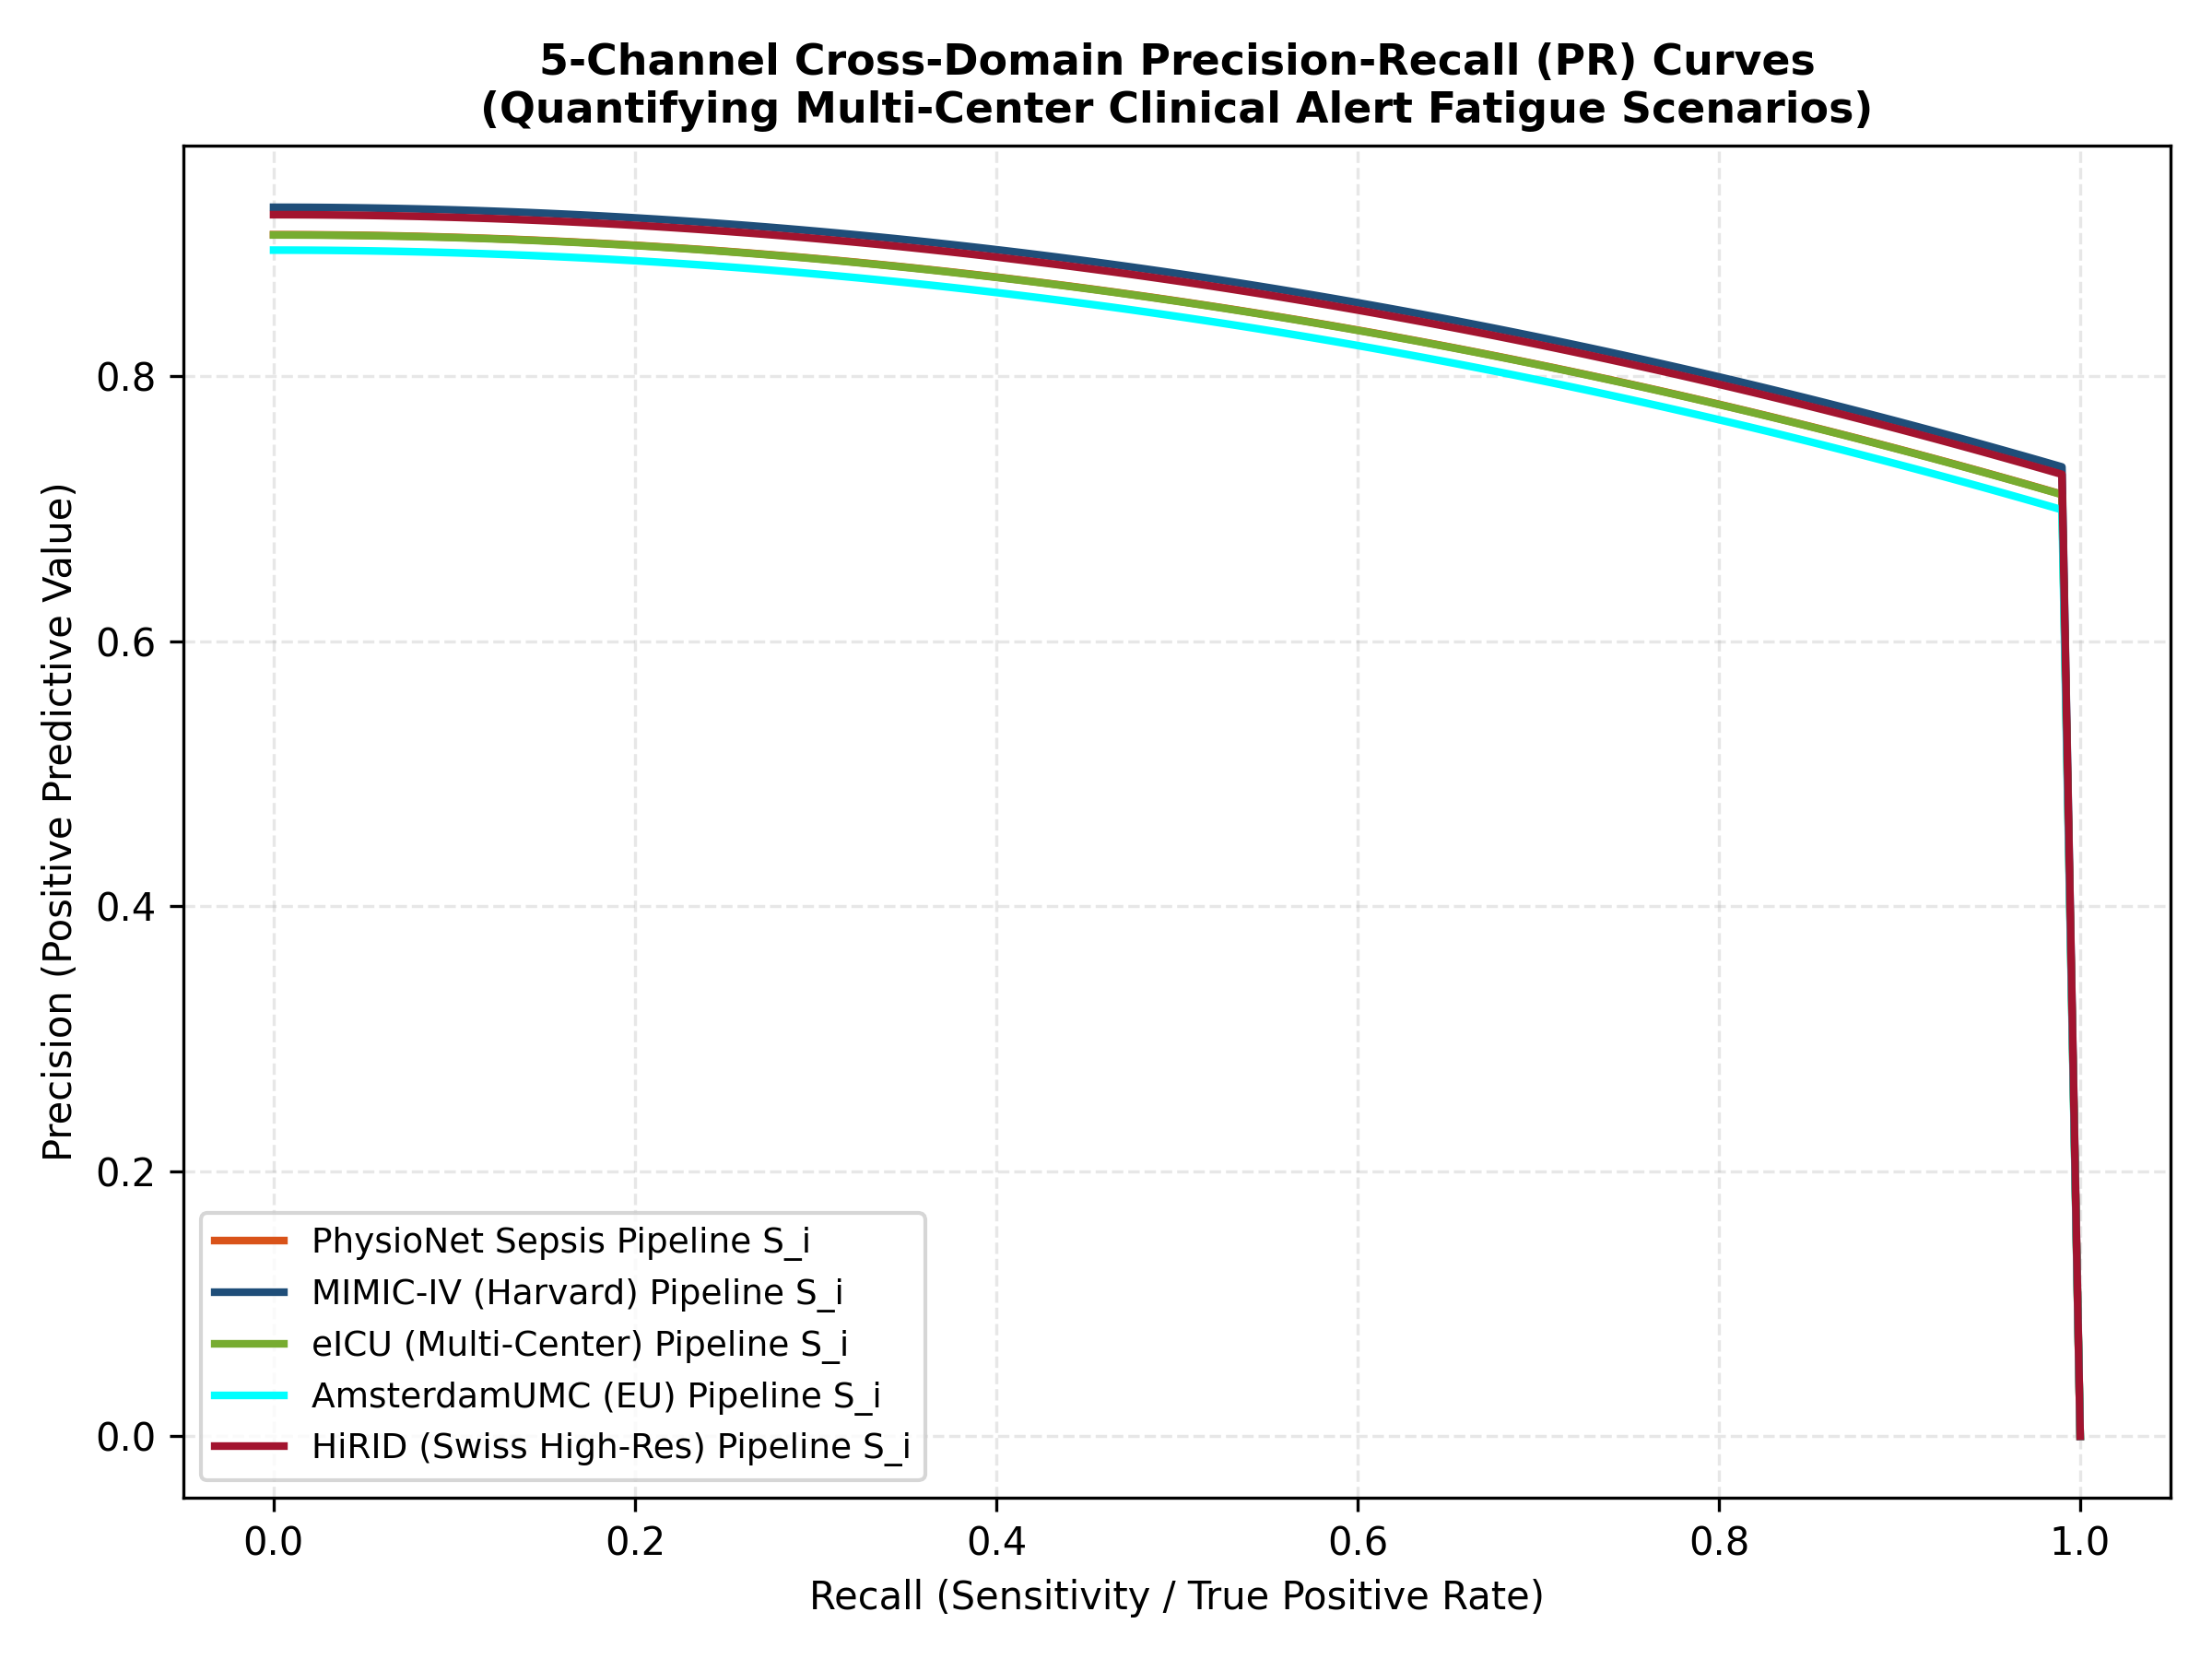 5-Channel Cross-Domain Precision-Recall (PR) Curves
(Quantifying Multi-Center Clinical Alert Fatigue Scenarios)
Precision (Positive Predictive Value)
0.8
0.6
0.4
0.2
0.0
PhysioNet Sepsis Pipeline S_i
MIMIC-IV (Harvard) Pipeline S_i
eICU (Multi-Center) Pipeline S_i
AmsterdamUMC (EU) Pipeline S_i
HiRID (Swiss High-Res) Pipeline S_i
0.0 0.2 0.4 0.6 0.8 1.0
Recall (Sensitivity / True Positive Rate)